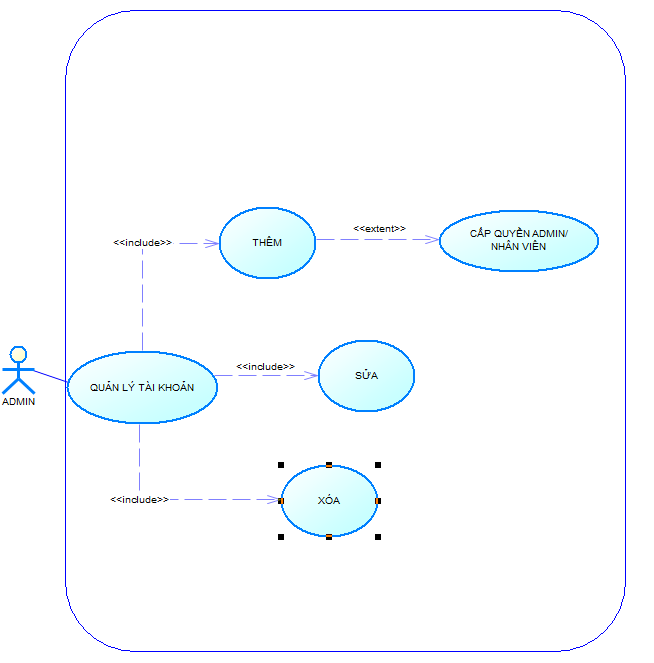 <<include>>
THÊM
<<extent>>
CẤP QUYỀN ADMIN/
NHÂN VIÊN
ADMIN
QUẢN LÝ TÀI KHOẢN
<<include>>
SỬA
<<include>>
XÓA